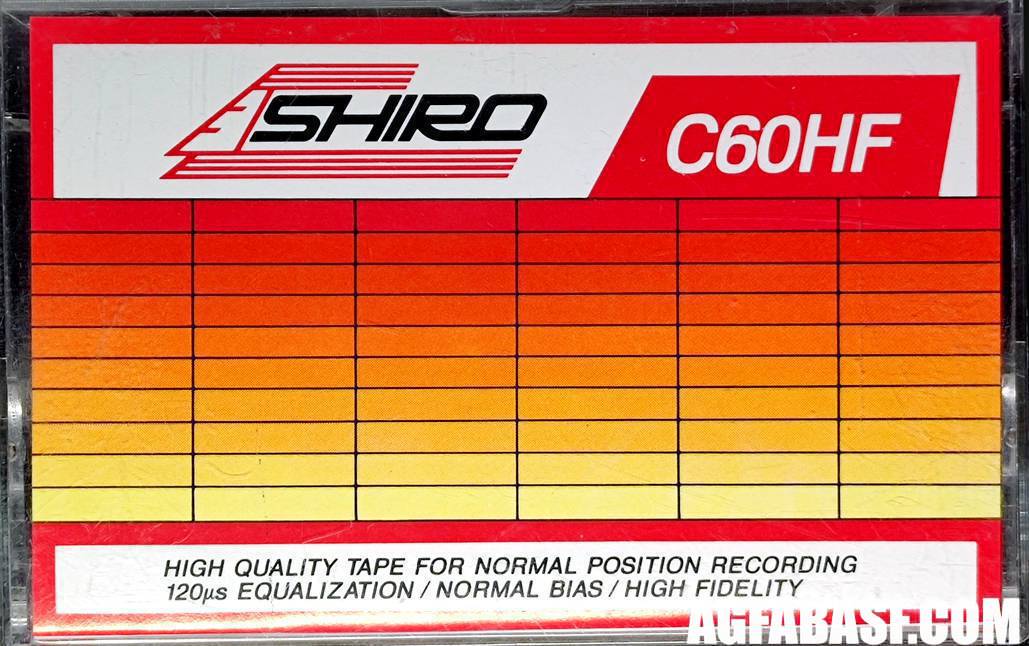 SHIRO
C60HF
HIGH QUALITY TAPE FOR NORMAL POSITION RECORDING
120µs EQUALIZATION / NORMAL BIAS / HIGH FIDELITY
AGFABASF.COM